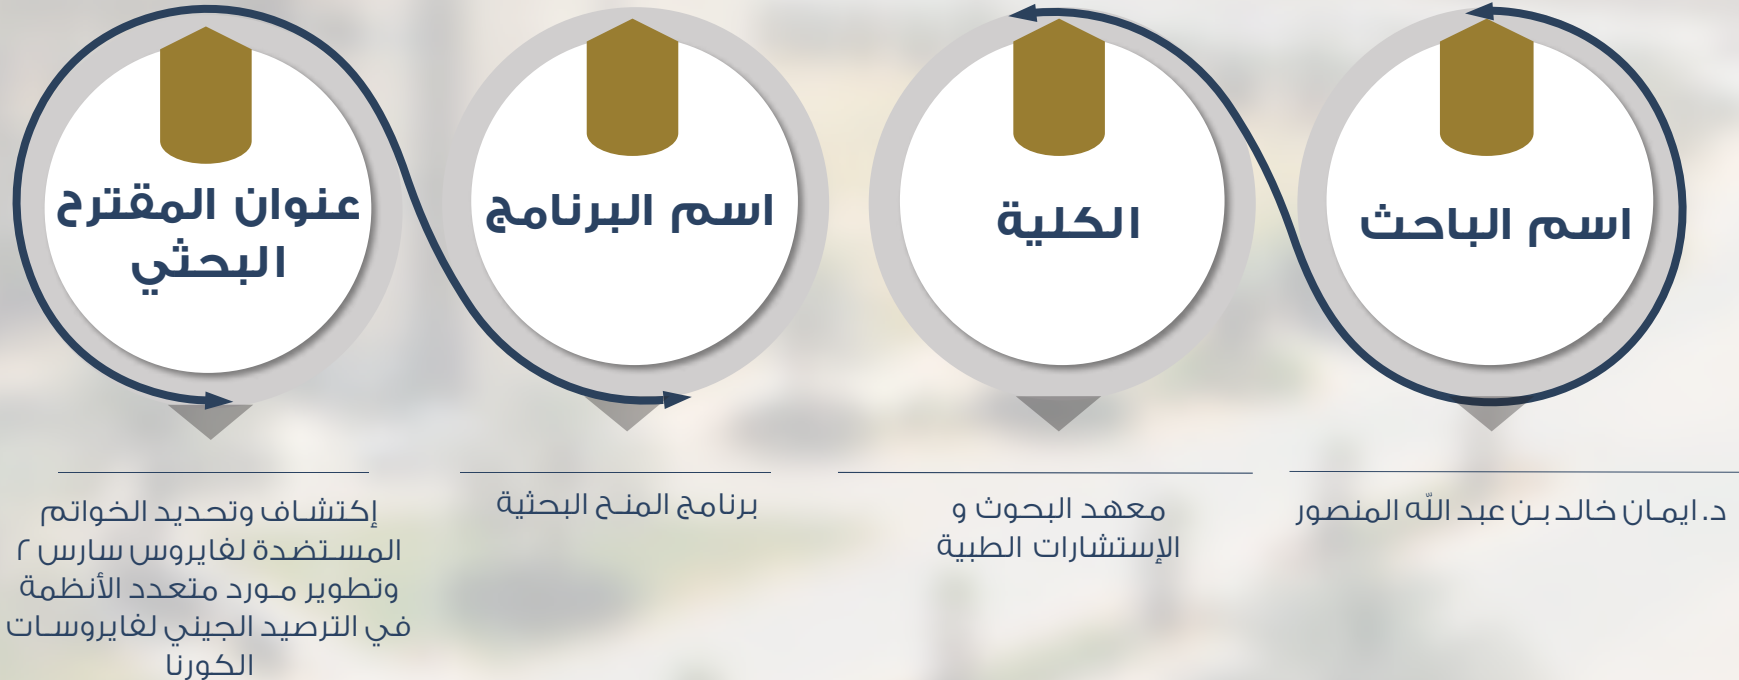 اسم الباحث
د. ايمان خالد بن عبد الله المنصور
الكلية
معهد البحوث و
الإستشارات الطبية
اسم البرنامج
برنامج المنح البحثية
عنوان المقترح
البحثي
إكتشاف وتحديد الخواتم
المستضدة لفايروس سارس ٢
وتطوير مورد متعدد الأنظمة
في الترصيد الجيني لفايروسات
الكورنا